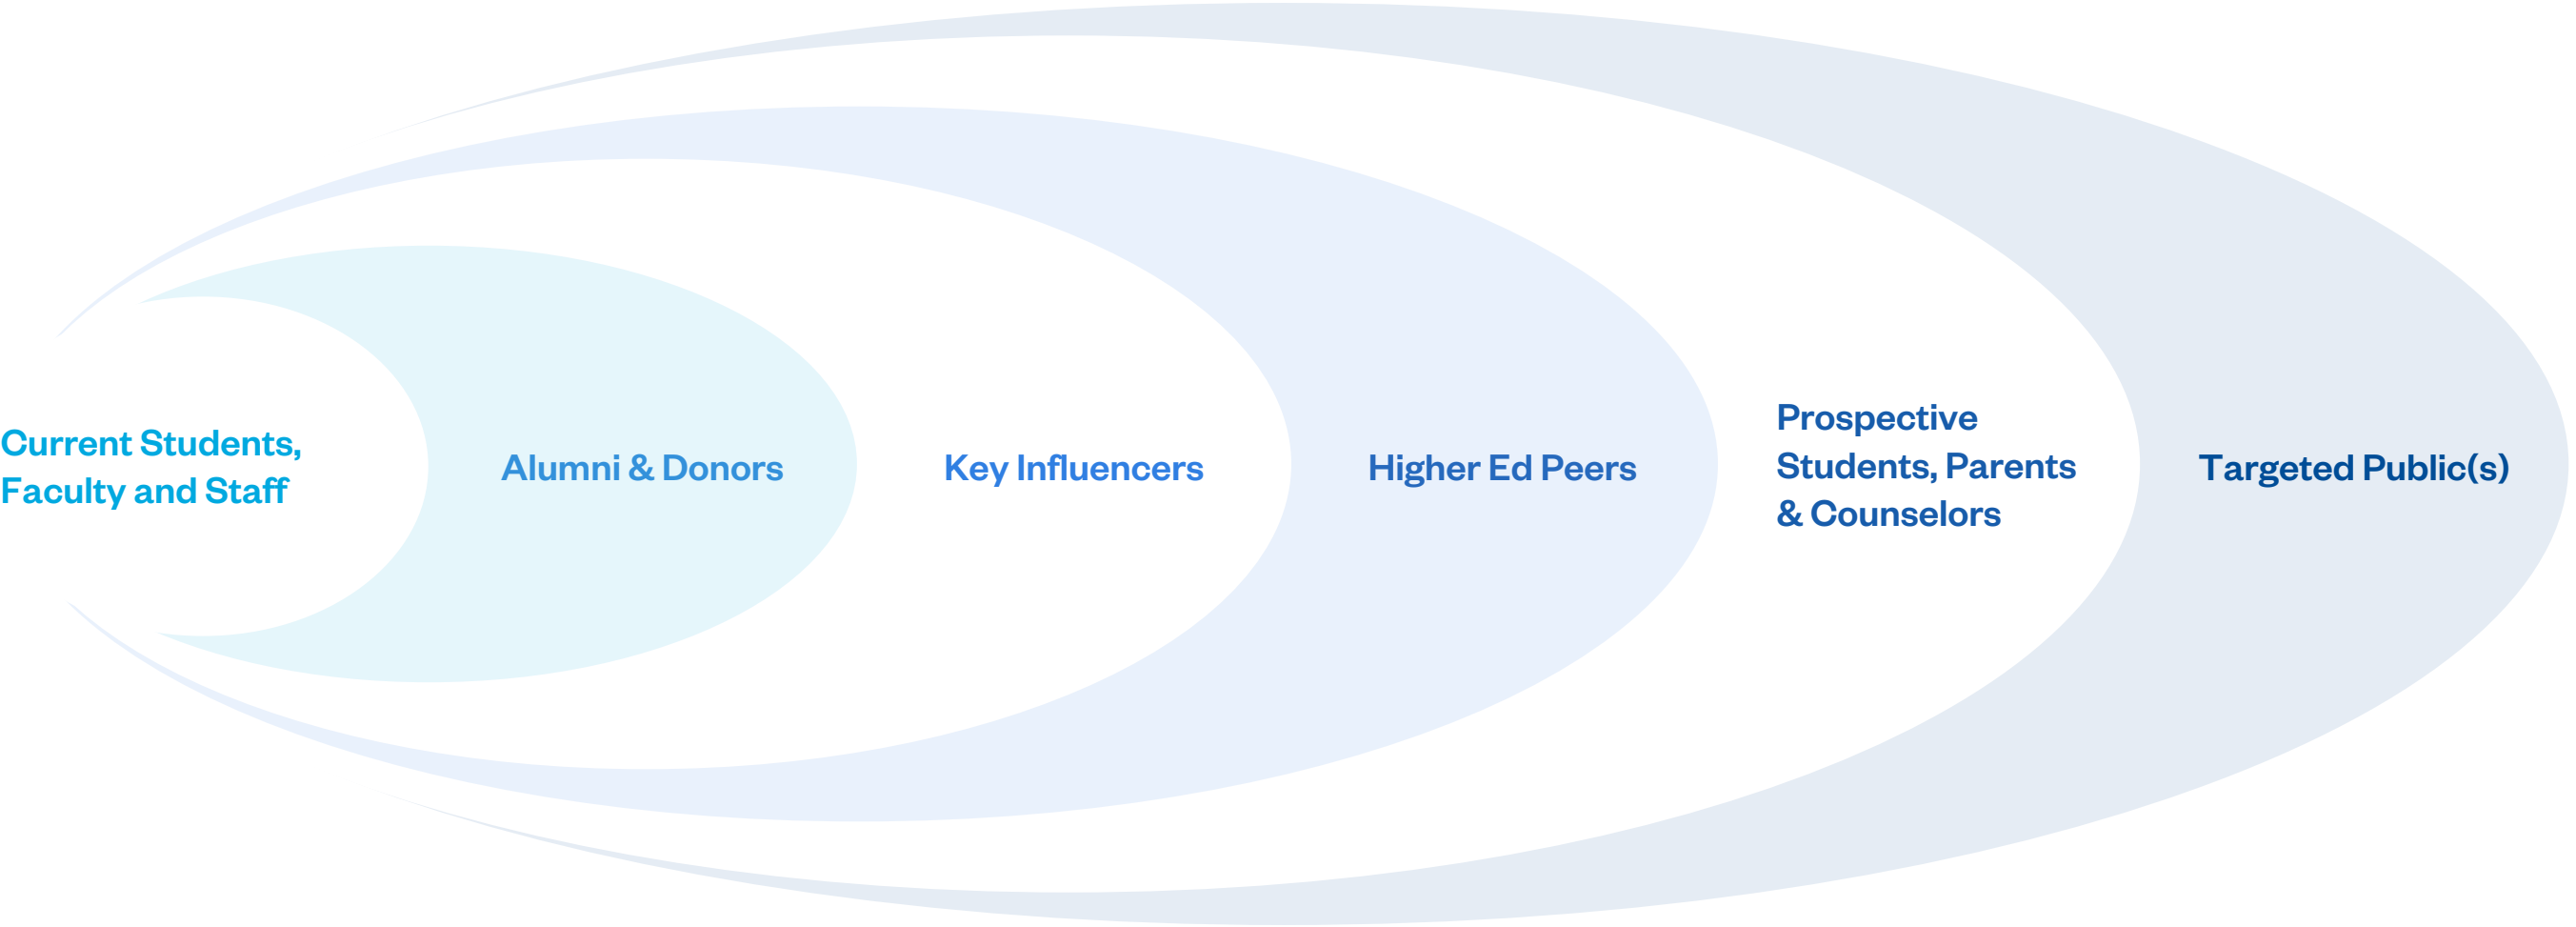 Current Students,
Faculty and Staff
Alumni & Donors
Key Influencers
Higher Ed Peers
Prospective
Students, Parents
& Counselors
Targeted Public(s)